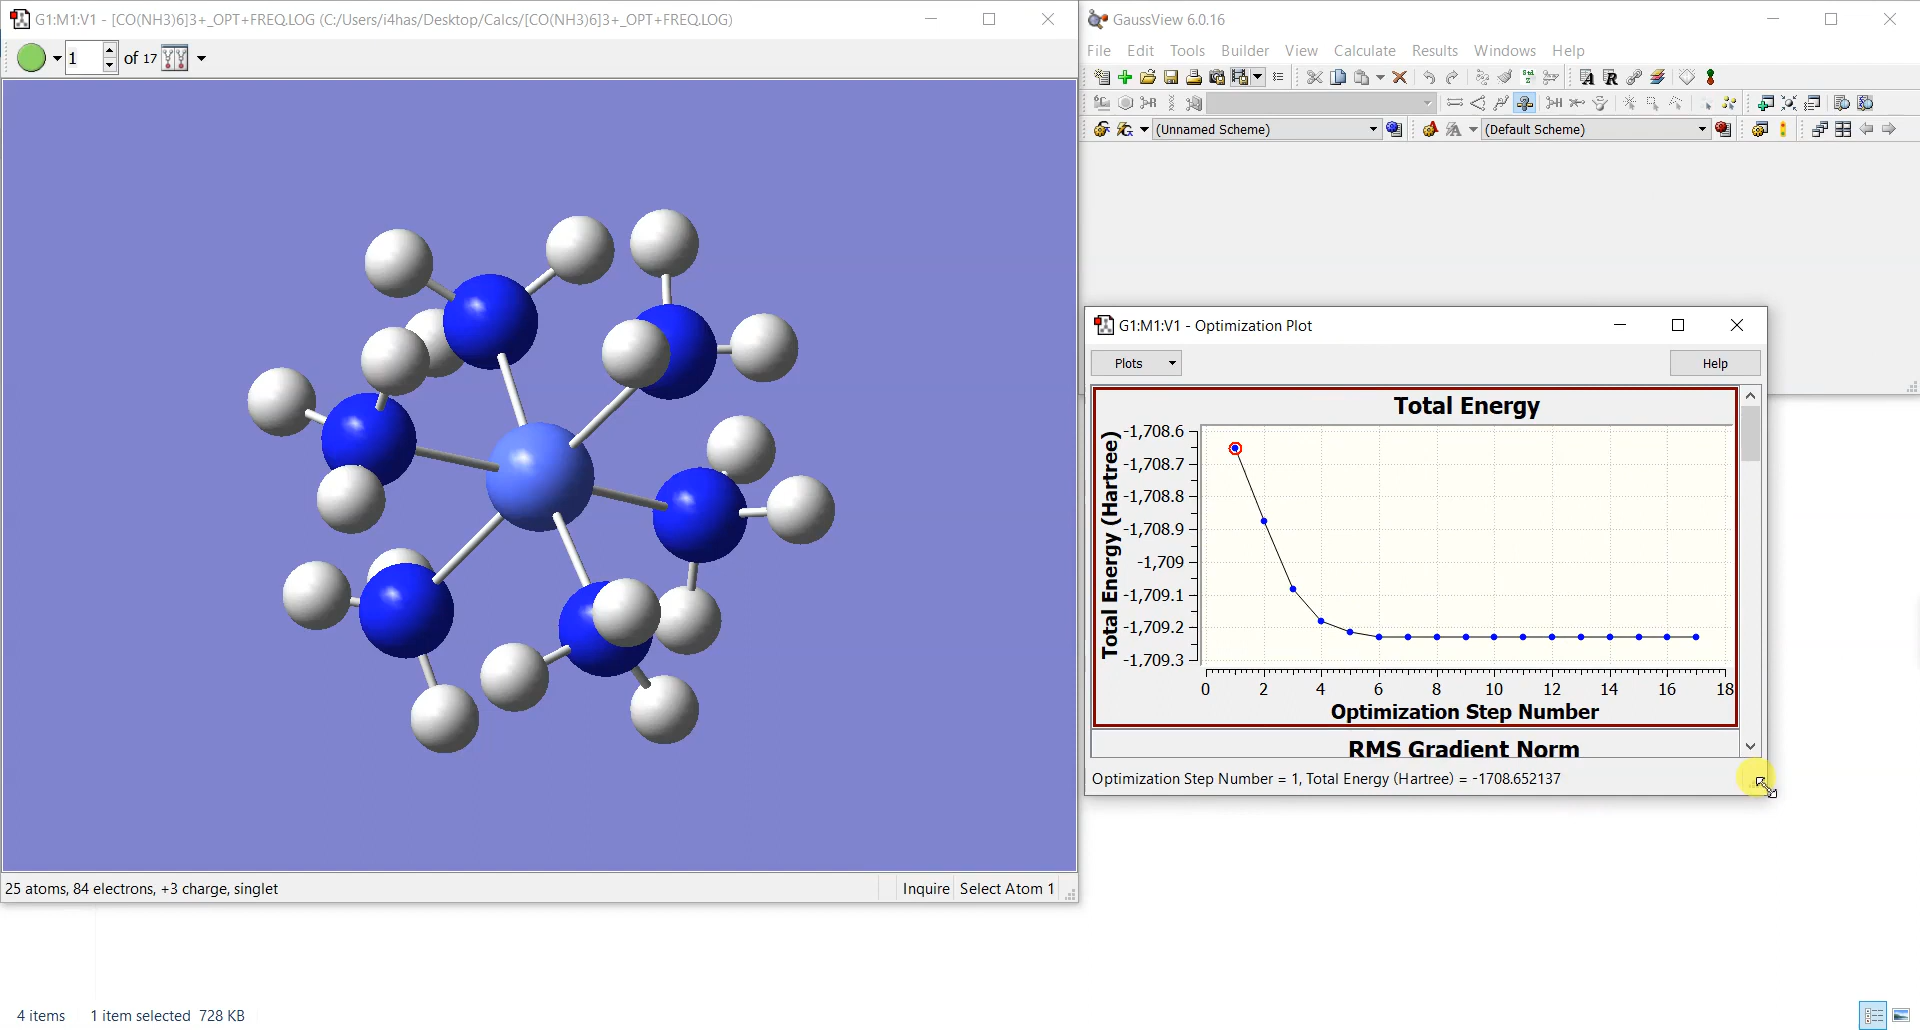 G1:M1:V1 - [CO(NH3)6]3+_OPT+FREQ.LOG (C:/Users/i4has/Desktop/Calcs/[CO(NH3)6]3+_OPT+FREQ.LOG)
1 of 17
25 atoms, 84 electrons, +3 charge, singlet
Inquire Select Atom 1
GaussView 6.0.16
File Edit Tools Builder View Calculate Results Windows Help
(Unnamed Scheme) (Default Scheme)
G1:M1:V1 - Optimization Plot
Plots Help
Total Energy
Total Energy (Hartree)
-1,708.6
-1,708.7
-1,708.8
-1,708.9
-1,709
-1,709.1
-1,709.2
-1,709.3
0 2 4 6 8 10 12 14 16 18
Optimization Step Number
RMS Gradient Norm
Optimization Step Number = 1, Total Energy (Hartree) = -1708.652137
4 items 1 item selected 728 KB